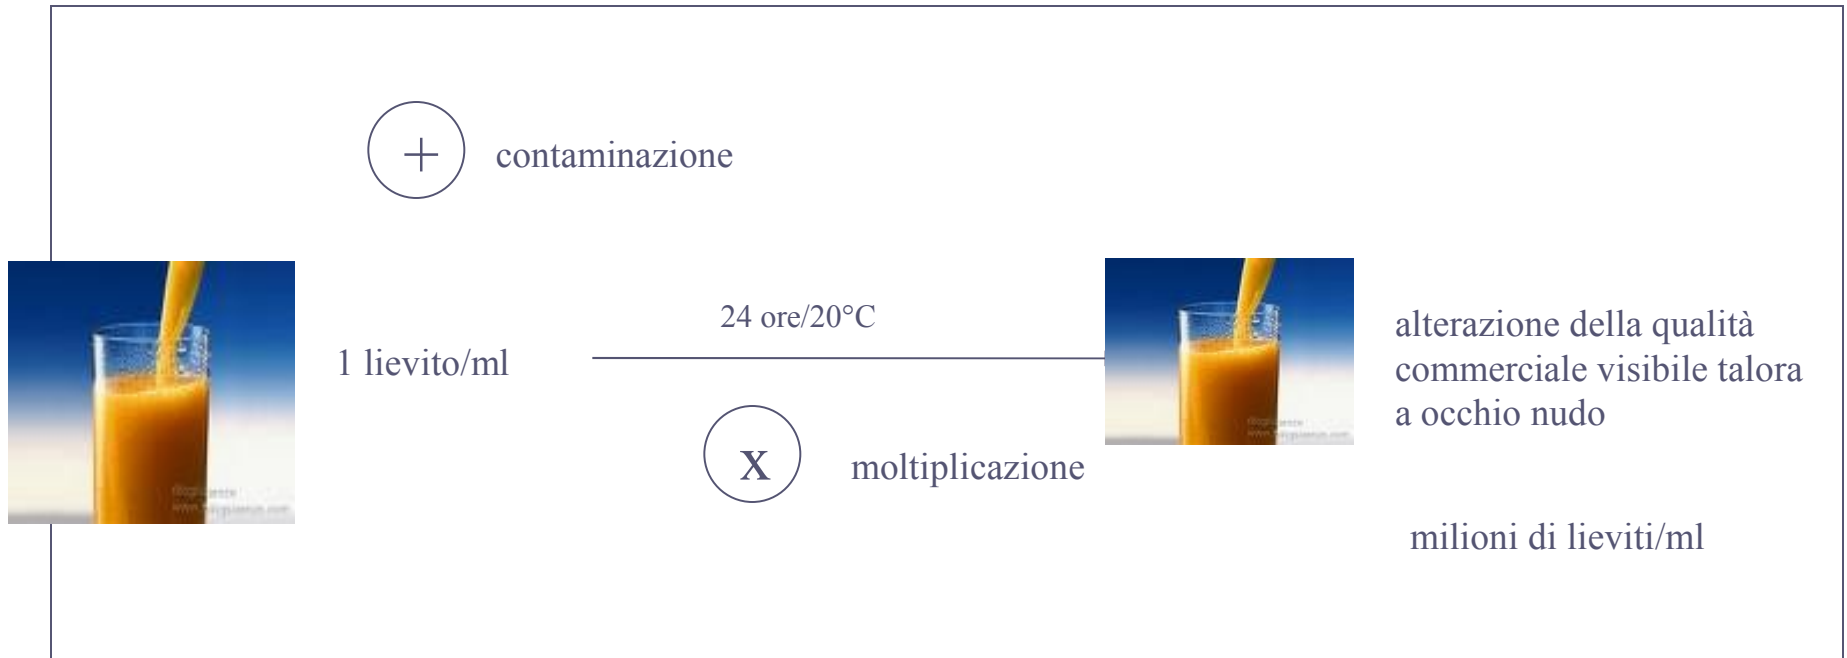 +
contaminazione
24 ore/20°C
1 lievito/ml
x
moltiplicazione
alterazione della qualità
commerciale visibile talora
a occhio nudo
milioni di lieviti/ml